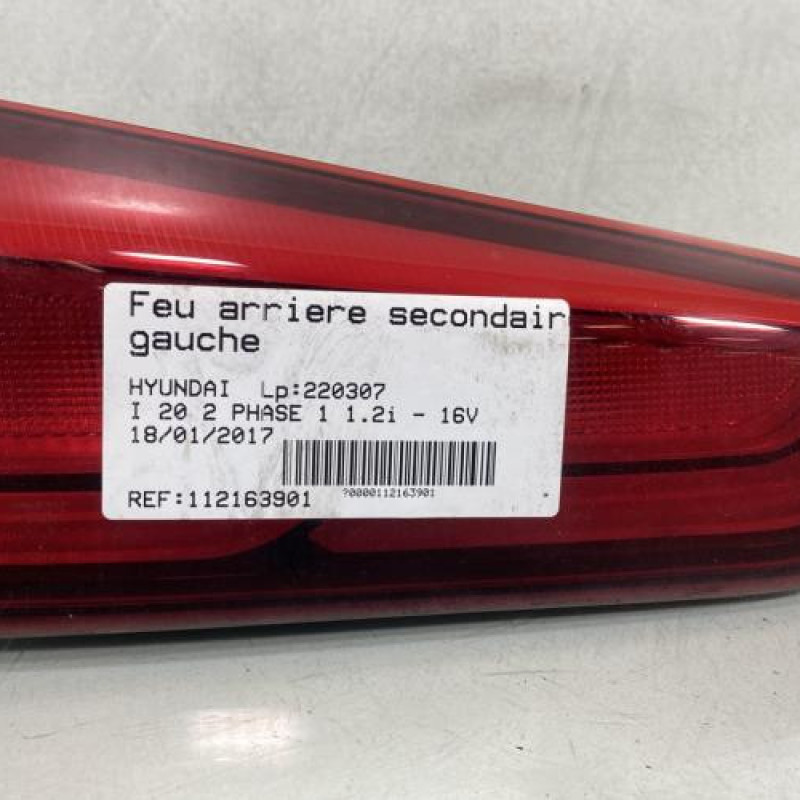 Feu arriere secondair
gauche
HYUNDAI Lp:220307
I 20 2 PHASE 1 1.2i - 16V
18/01/2017
REF:112163901
?0000112163901